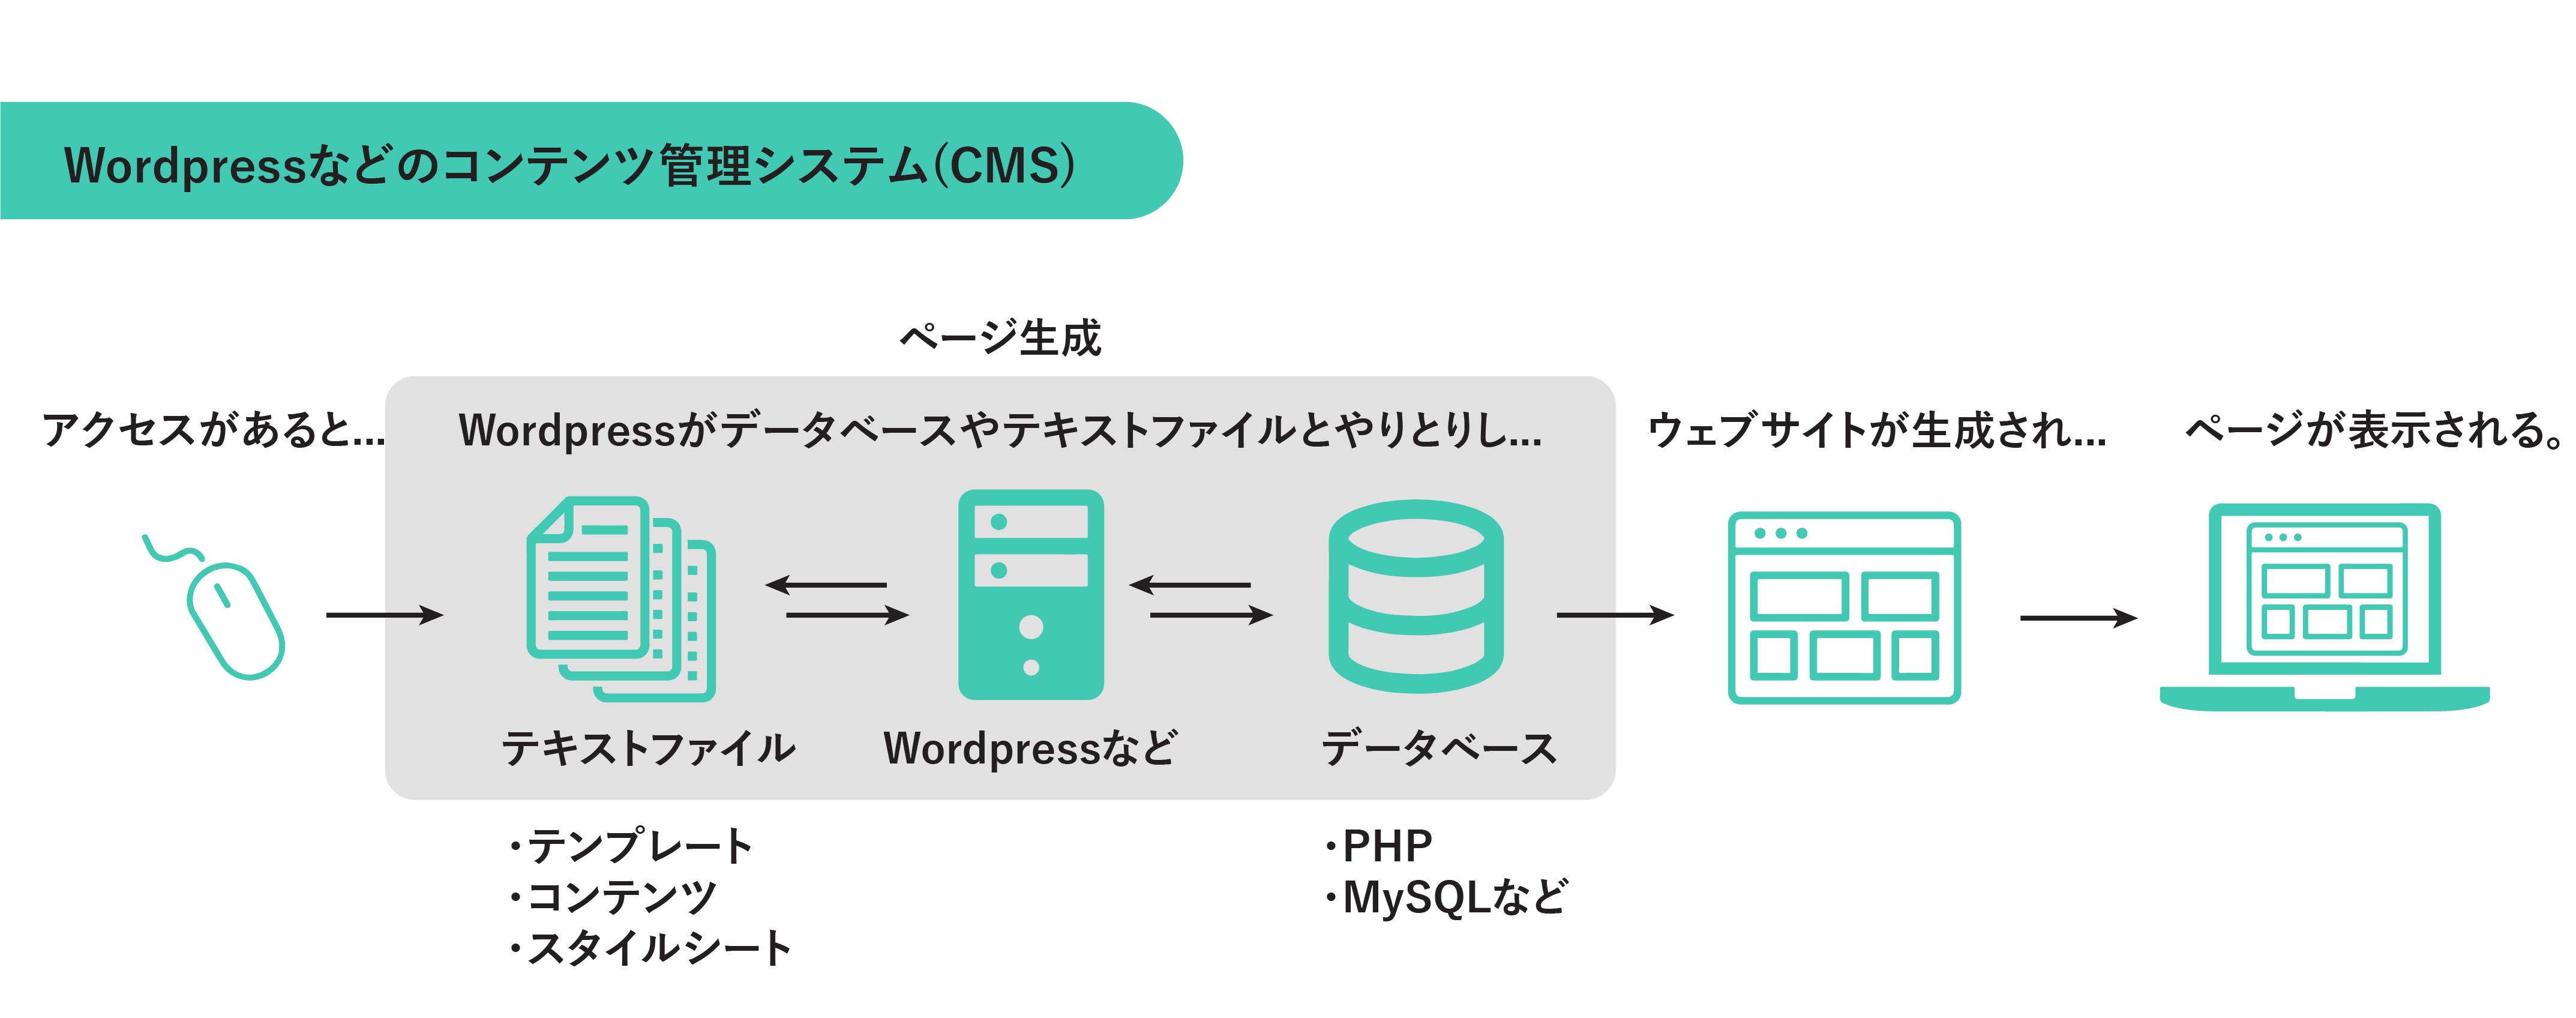 Wordpressなどのコンテンツ管理システム(CMS)
ページ生成
アクセスがあると...
Wordpressがデータベースやテキストファイルとやりとりし...
ウェブサイトが生成され...
ページが表示される。
テキストファイル
Wordpressなど
データベース
・テンプレート
・コンテンツ
・スタイルシート
・PHP
・MySQLなど